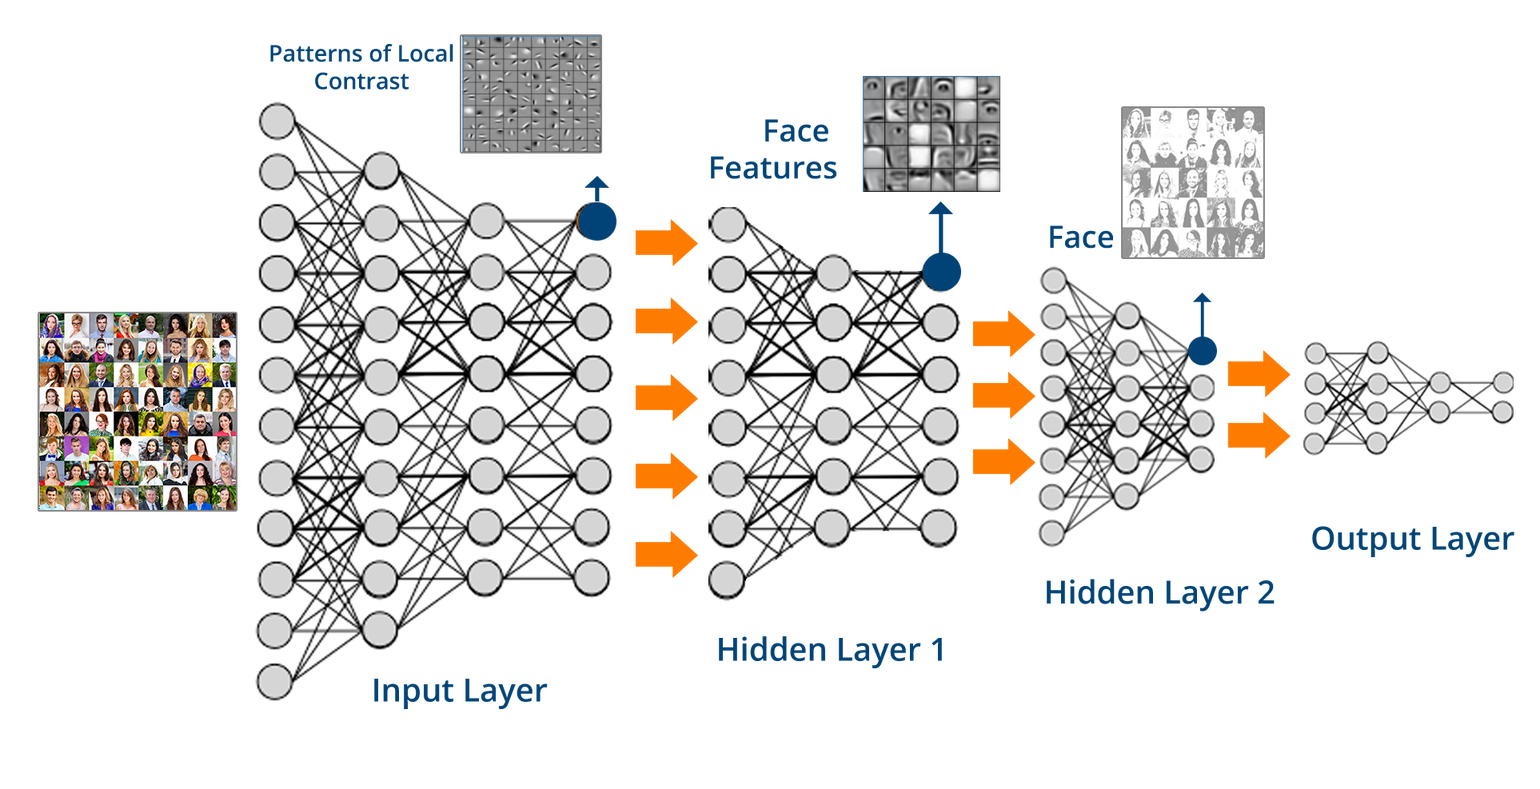 Patterns of Local
Contrast
Face
Features
Face
Input Layer
Hidden Layer 1
Hidden Layer 2
Output Layer